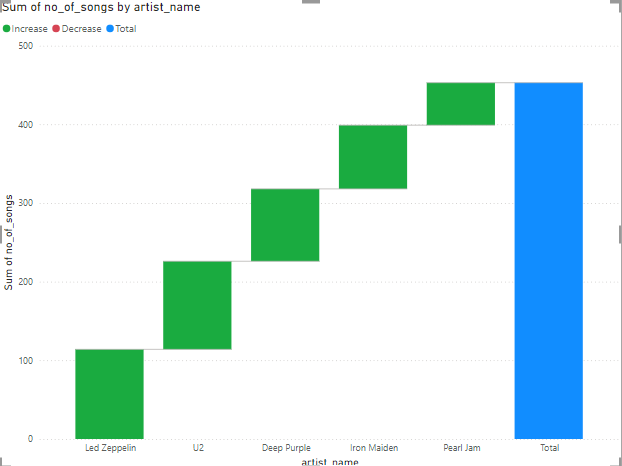 Sum of no_of_songs by artist_name
Increase Decrease Total
500
400
300
200
100
0
Sum of no_of_songs
Led Zeppelin U2 Deep Purple Iron Maiden Pearl Jam Total
artist_name